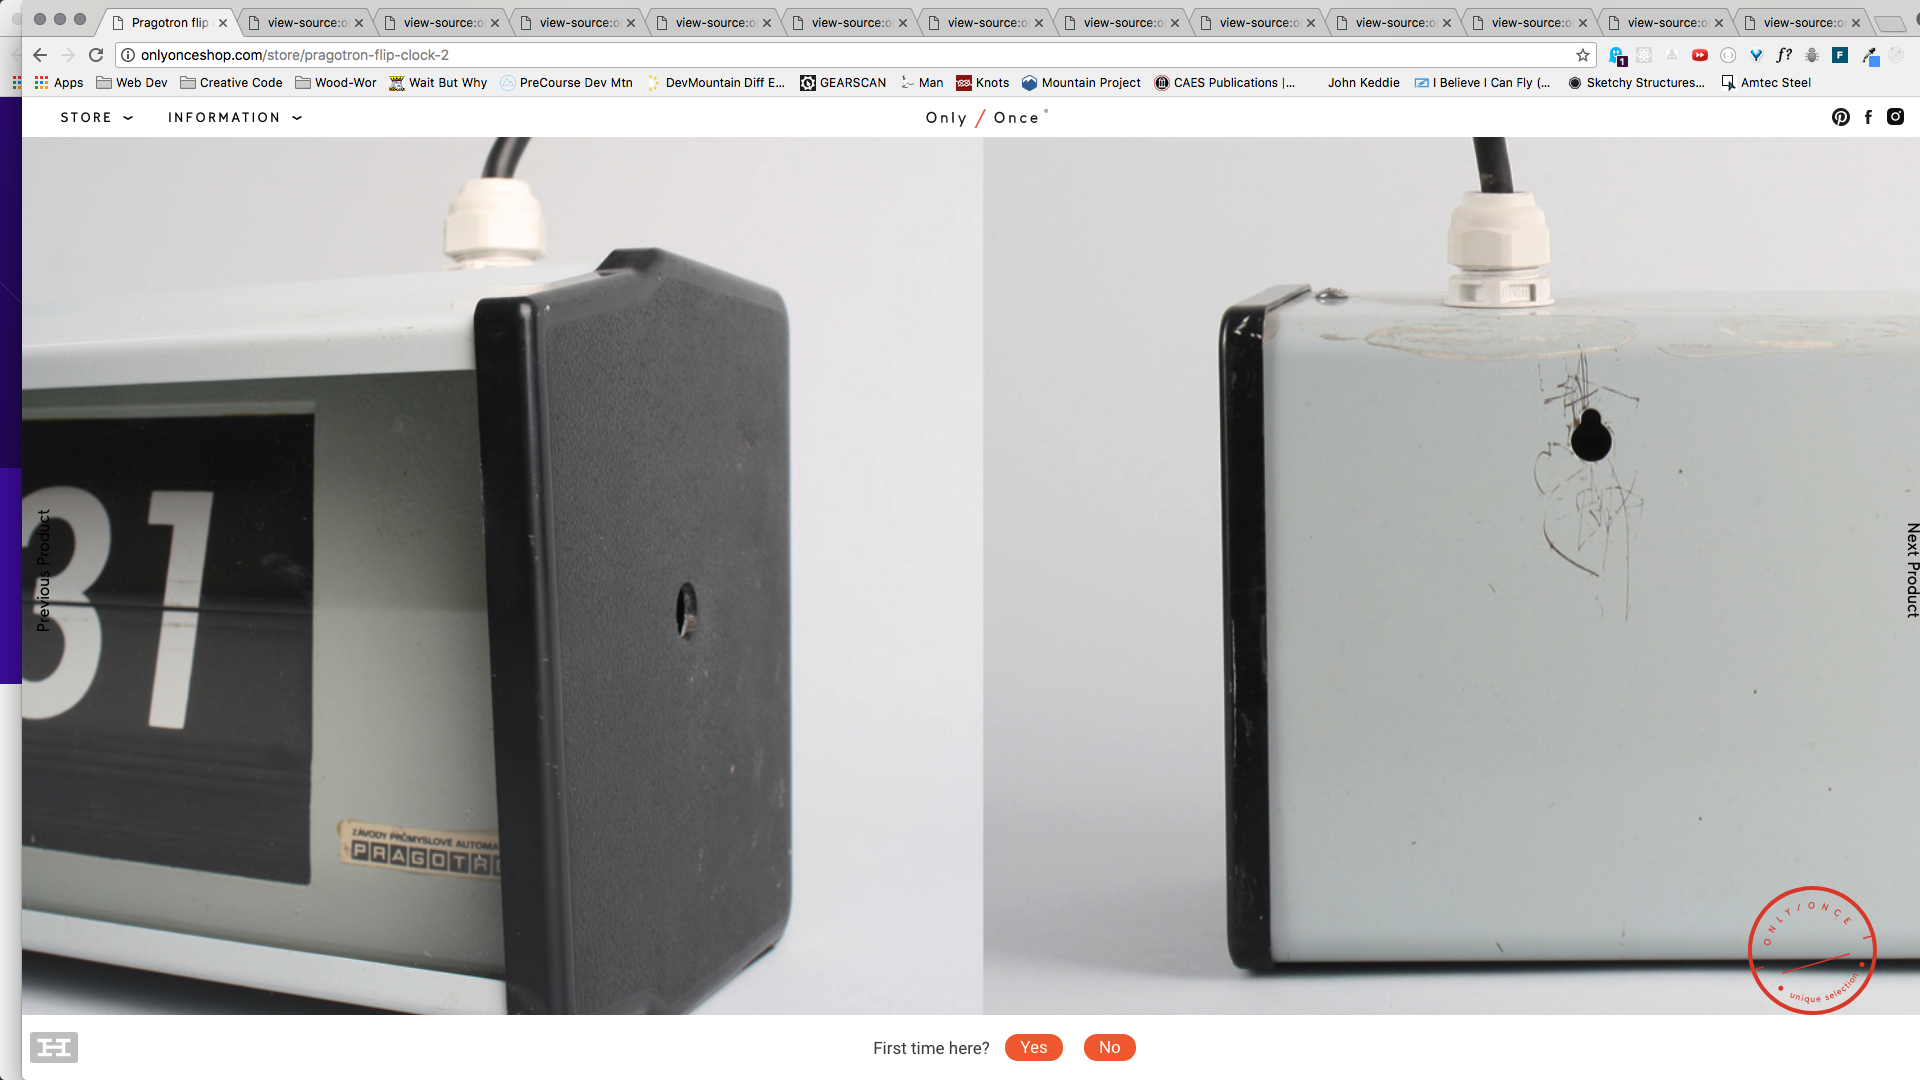 Pragotron flip
view-source:o
view-source:o
view-source:o
view-source:o
view-source:o
view-source:o
view-source:o
view-source:o
view-source:o
view-source:o
view-source:o
view-source:o
onlyonceshop.com/store/pragotron-flip-clock-2
1
f?
F
Apps
Web Dev
Creative Code
Wood-Wor
Wait But Why
PreCourse Dev Mtn
DevMountain Diff E...
GEARSCAN
Man
Knots
Mountain Project
CAES Publications |...
John Keddie
I Believe I Can Fly (...
Sketchy Structures...
Amtec Steel
STORE
INFORMATION
Only / Once
Previous Product
31
ZÁVODY PRŮMYSLOVÉ AUTOMA
PRAGOTRO
Next Product
ONLY/ONCE
unique selection
First time here?
Yes
No